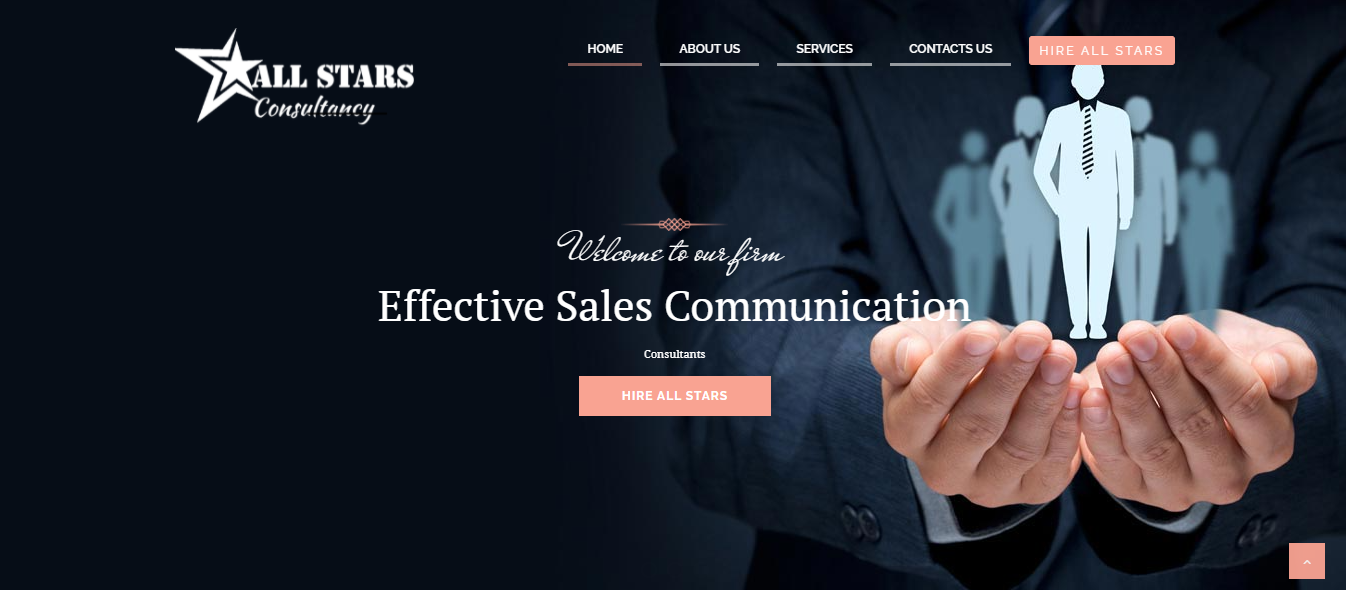 ALL STARS
Consultancy
HOME
ABOUT US
SERVICES
CONTACTS US
HIRE ALL STARS
Welcome to our firm
Effective Sales Communication
Consultants
HIRE ALL STARS